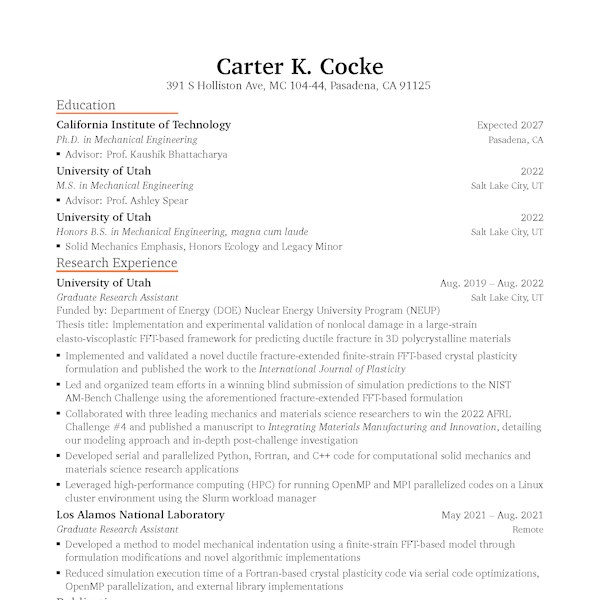 Carter K. Cocke
391 S Holliston Ave, MC 104-44, Pasadena, CA 91125
Education
California Institute of Technology Expected 2027
Ph.D. in Mechanical Engineering Pasadena, CA
▪ Advisor: Prof. Kaushik Bhattacharya
University of Utah 2022
M.S. in Mechanical Engineering Salt Lake City, UT
▪ Advisor: Prof. Ashley Spear
University of Utah 2022
Honors B.S. in Mechanical Engineering, magna cum laude Salt Lake City, UT
▪ Solid Mechanics Emphasis, Honors Ecology and Legacy Minor
Research Experience
University of Utah Aug. 2019 – Aug. 2022
Graduate Research Assistant Salt Lake City, UT
Funded by: Department of Energy (DOE) Nuclear Energy University Program (NEUP)
Thesis title: Implementation and experimental validation of nonlocal damage in a large-strain
elasto-viscoplastic FFT-based framework for predicting ductile fracture in 3D polycrystalline materials
▪ Implemented and validated a novel ductile fracture-extended finite-strain FFT-based crystal plasticity
formulation and published the work to the International Journal of Plasticity
▪ Led and organized team efforts in a winning blind submission of simulation predictions to the NIST
AM-Bench Challenge using the aforementioned fracture-extended FFT-based formulation
▪ Collaborated with three leading mechanics and materials science researchers to win the 2022 AFRL
Challenge #4 and published a manuscript to Integrating Materials Manufacturing and Innovation, detailing
our modeling approach and in-depth post-challenge investigation
▪ Developed serial and parallelized Python, Fortran, and C++ code for computational solid mechanics and
materials science research applications
▪ Leveraged high-performance computing (HPC) for running OpenMP and MPI parallelized codes on a Linux
cluster environment using the Slurm workload manager
Los Alamos National Laboratory May 2021 – Aug. 2021
Graduate Research Assistant Remote
▪ Developed a method to model mechanical indentation using a finite-strain FFT-based model through
formulation modifications and novel algorithmic implementations
▪ Reduced simulation execution time of a Fortran-based crystal plasticity code via serial code optimizations,
OpenMP utilization, and FFT library implementations